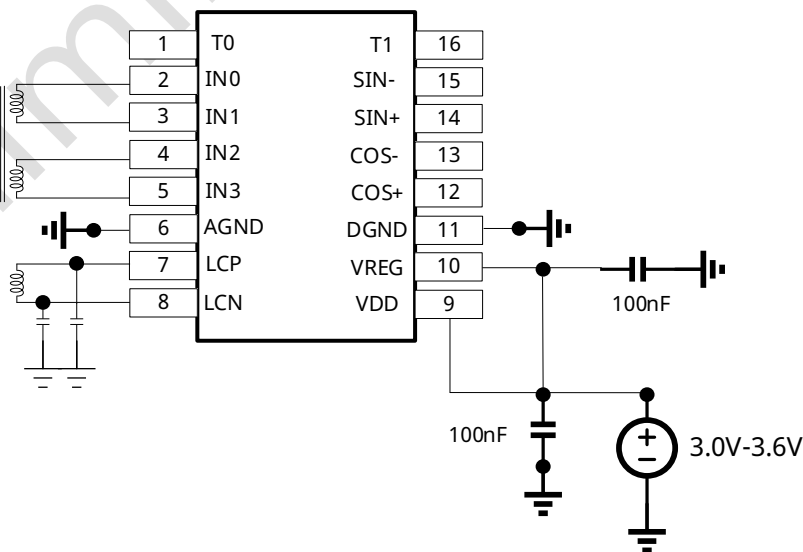 1 T0 T1 16
2 IN0 SIN- 15
3 IN1 SIN+ 14
4 IN2 COS- 13
5 IN3 COS+ 12
6 AGND DGND 11
7 LCP VREG 10
8 LCN VDD 9
100nF
100nF
+
−
3.0V-3.6V